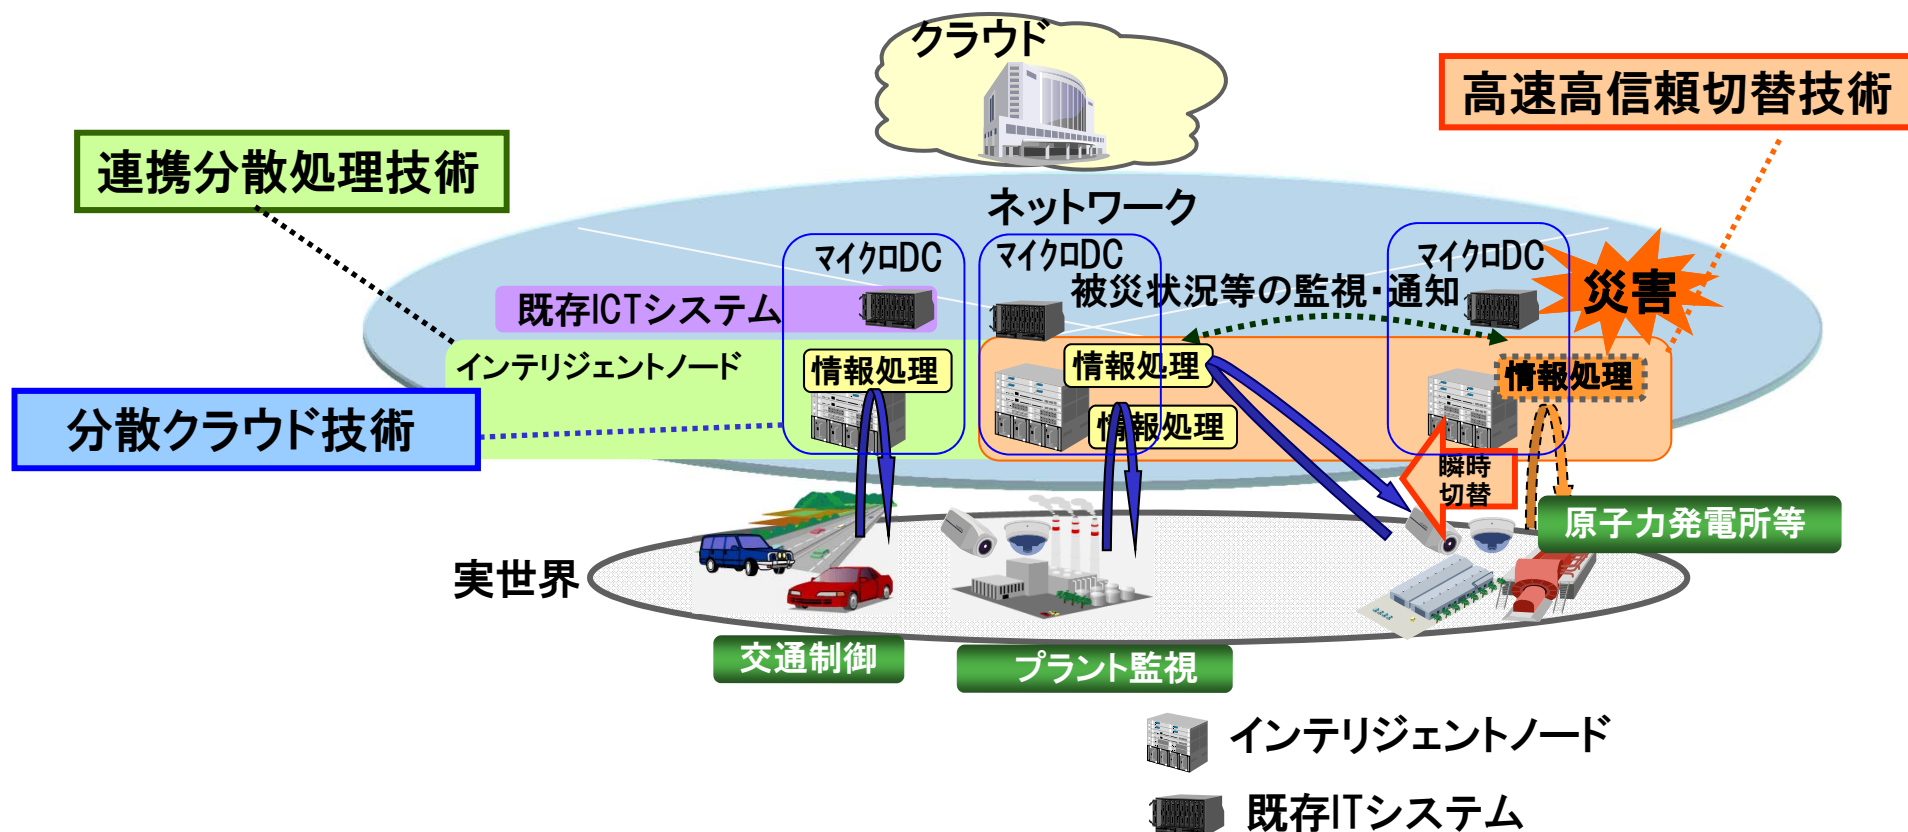 クラウド
高速高信頼切替技術
連携分散処理技術
ネットワーク
マイクロDC
マイクロDC
マイクロDC
災害
被災状況等の監視・通知
既存ICTシステム
インテリジェントノード
情報処理
情報処理
情報処理
情報処理
分散クラウド技術
瞬時
切替
原子力発電所等
実世界
交通制御
プラント監視
インテリジェントノード
既存ITシステム